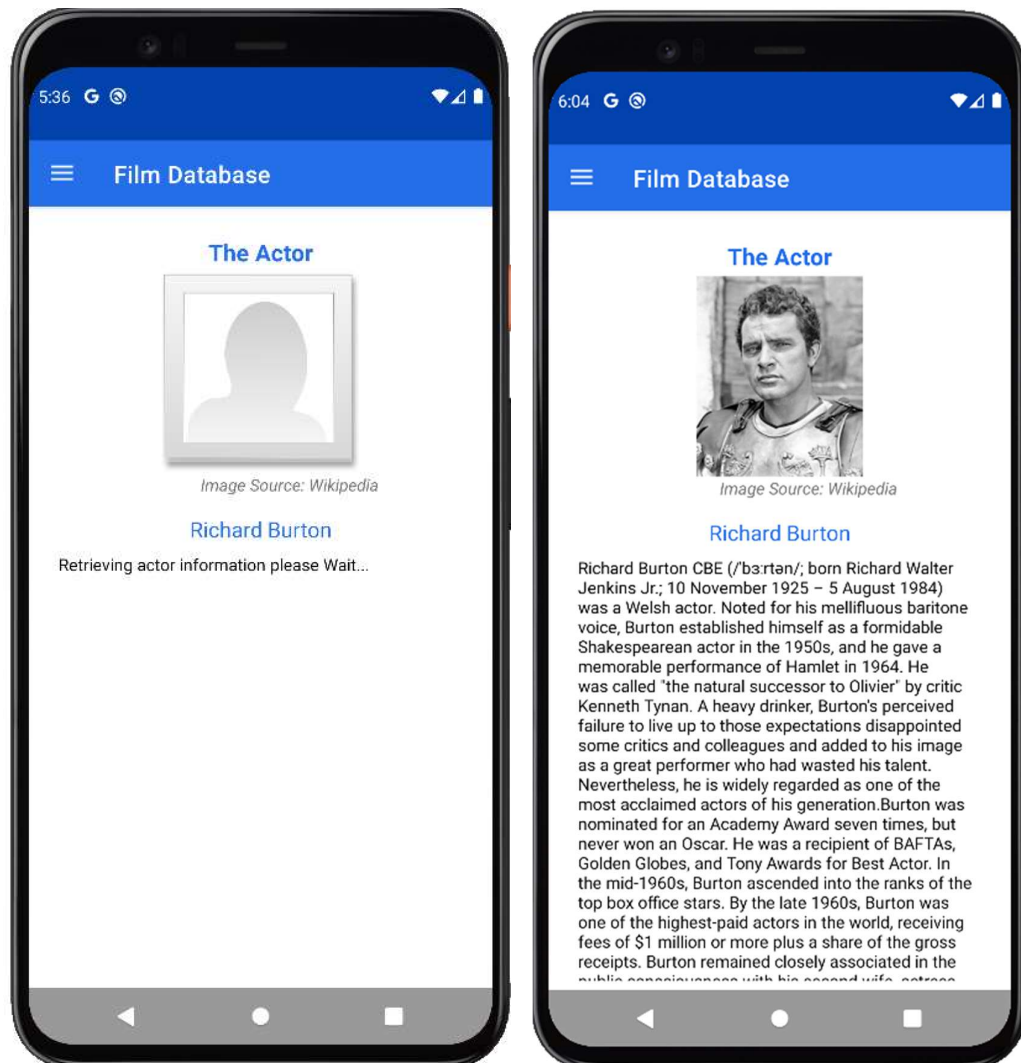 5:36 G
Film Database
The Actor
Image Source: Wikipedia
Richard Burton
Retrieving actor information please Wait...
6:04 G
Film Database
The Actor
Image Source: Wikipedia
Richard Burton
Richard Burton CBE (/ˈbɜːrtən/; born Richard Walter
Jenkins Jr.; 10 November 1925 – 5 August 1984)
was a Welsh actor. Noted for his mellifluous baritone
voice, Burton established himself as a formidable
Shakespearean actor in the 1950s, and he gave a
memorable performance of Hamlet in 1964. He
was called "the natural successor to Olivier" by critic
Kenneth Tynan. A heavy drinker, Burton's perceived
failure to live up to those expectations disappointed
some critics and colleagues and added to his image
as a great performer who had wasted his talent.
Nevertheless, he is widely regarded as one of the
most acclaimed actors of his generation.Burton was
nominated for an Academy Award seven times, but
never won an Oscar. He was a recipient of BAFTAs,
Golden Globes, and Tony Awards for Best Actor. In
the mid-1960s, Burton ascended into the ranks of the
top box office stars. By the late 1960s, Burton was
one of the highest-paid actors in the world, receiving
fees of $1 million or more plus a share of the gross
receipts. Burton remained closely associated in the
public consciousness with his second wife, actress